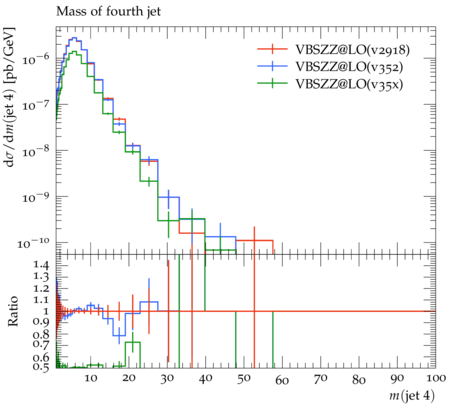 Mass of fourth jet
dσ/dm(jet 4) [pb/GeV]
10⁻⁶
10⁻⁷
10⁻⁸
10⁻⁹
10⁻¹⁰
VBSZZ@LO(v2918)
VBSZZ@LO(v352)
VBSZZ@LO(v35x)
Ratio
1.4
1.3
1.2
1.1
1
0.9
0.8
0.7
0.6
0.5
10 20 30 40 50 60 70 80 90 100
m(jet 4)